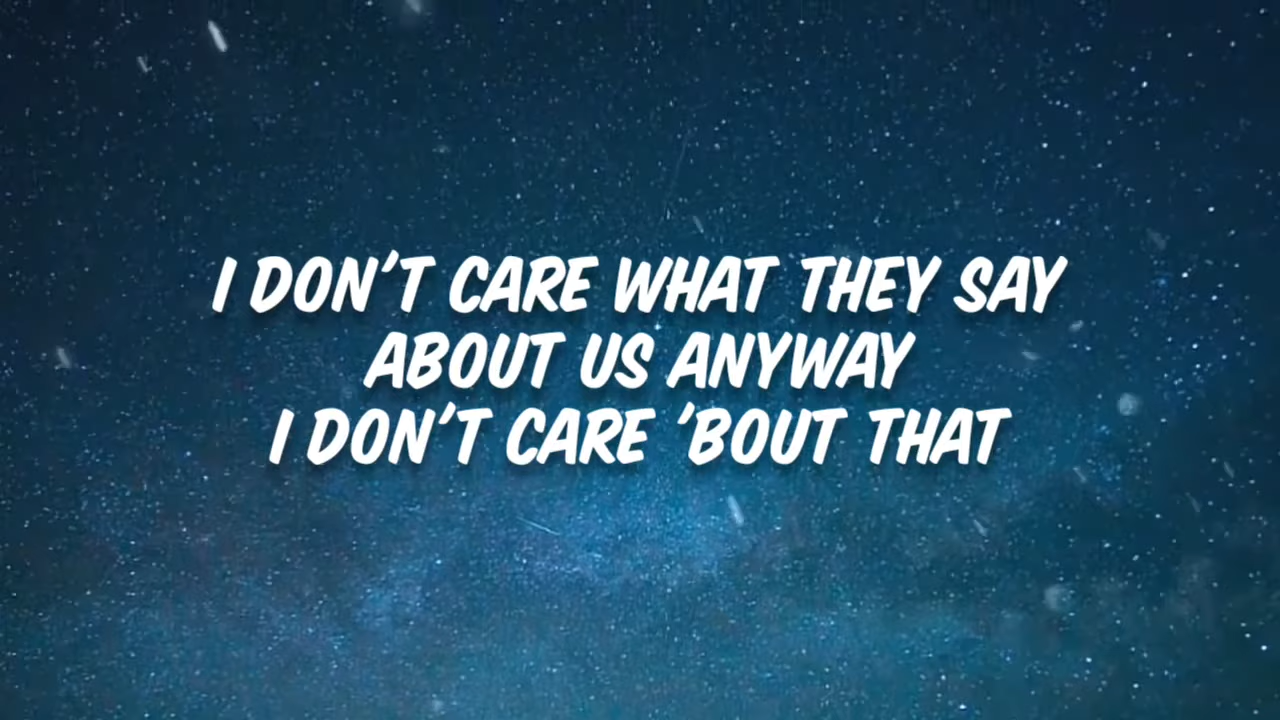 I DON'T CARE WHAT THEY SAY
ABOUT US ANYWAY
I DON'T CARE 'BOUT THAT